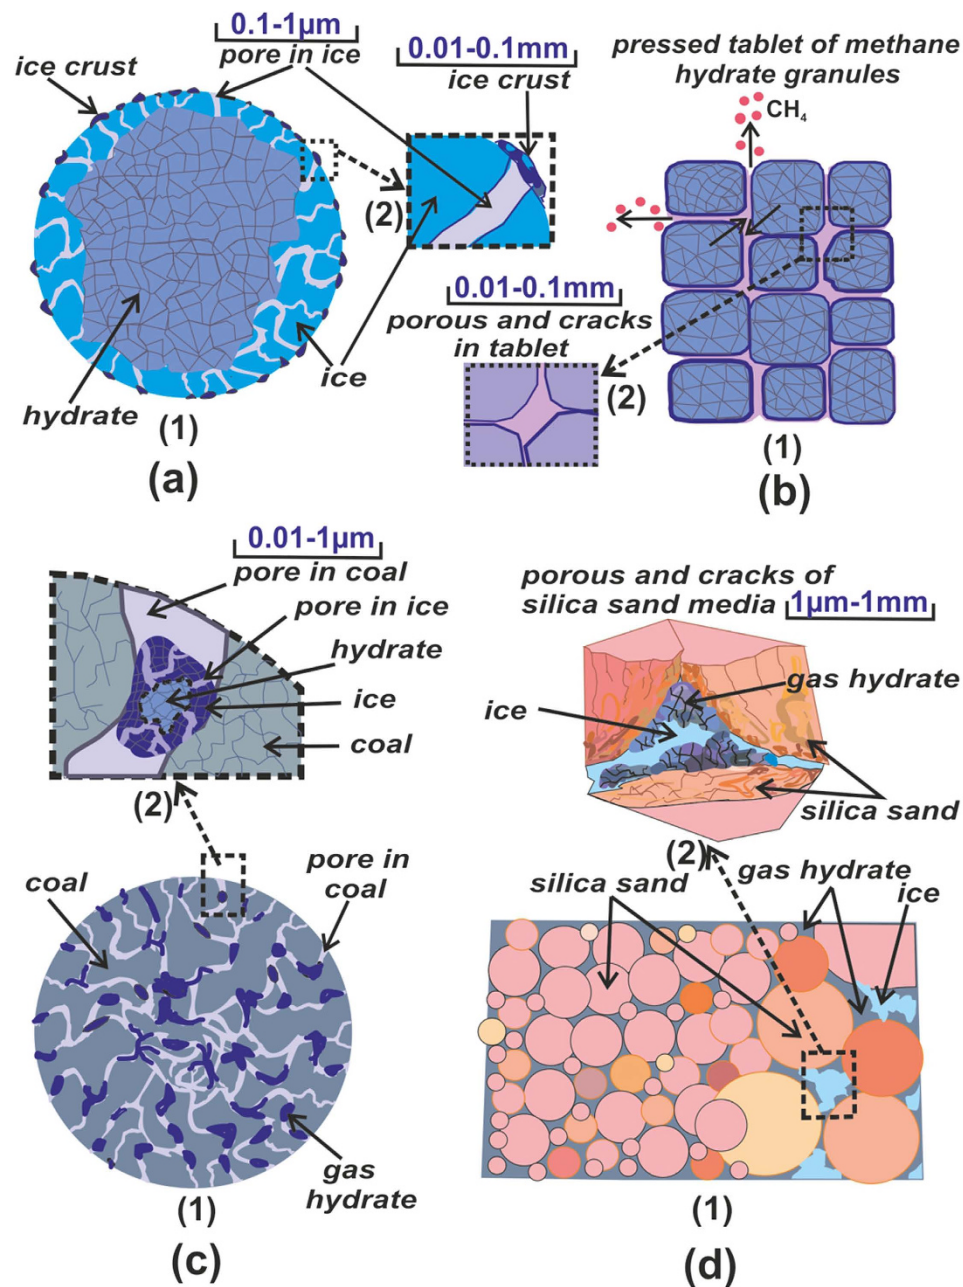 0.1-1µm
pore in ice
ice crust
0.01-0.1mm
ice crust
(2)
ice
hydrate
(1)
(a)
pressed tablet of methane
hydrate granules
CH₄
0.01-0.1mm
porous and cracks
in tablet
(2)
(1)
(b)
0.01-1µm
pore in coal
pore in ice
hydrate
ice
coal
(2)
coal
pore in
coal
gas
hydrate
(1)
(c)
porous and cracks of
silica sand media 1µm-1mm
gas hydrate
ice
silica sand
(2)
silica sand
gas hydrate
ice
(1)
(d)